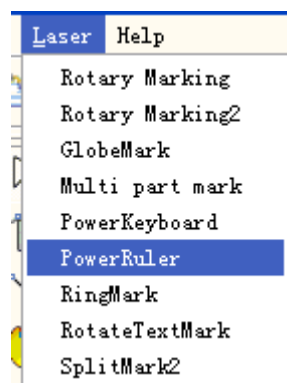 Laser Help
Rotary Marking
Rotary Marking2
GlobeMark
Multi part mark
PowerKeyboard
PowerRuler
RingMark
RotateTextMark
SplitMark2